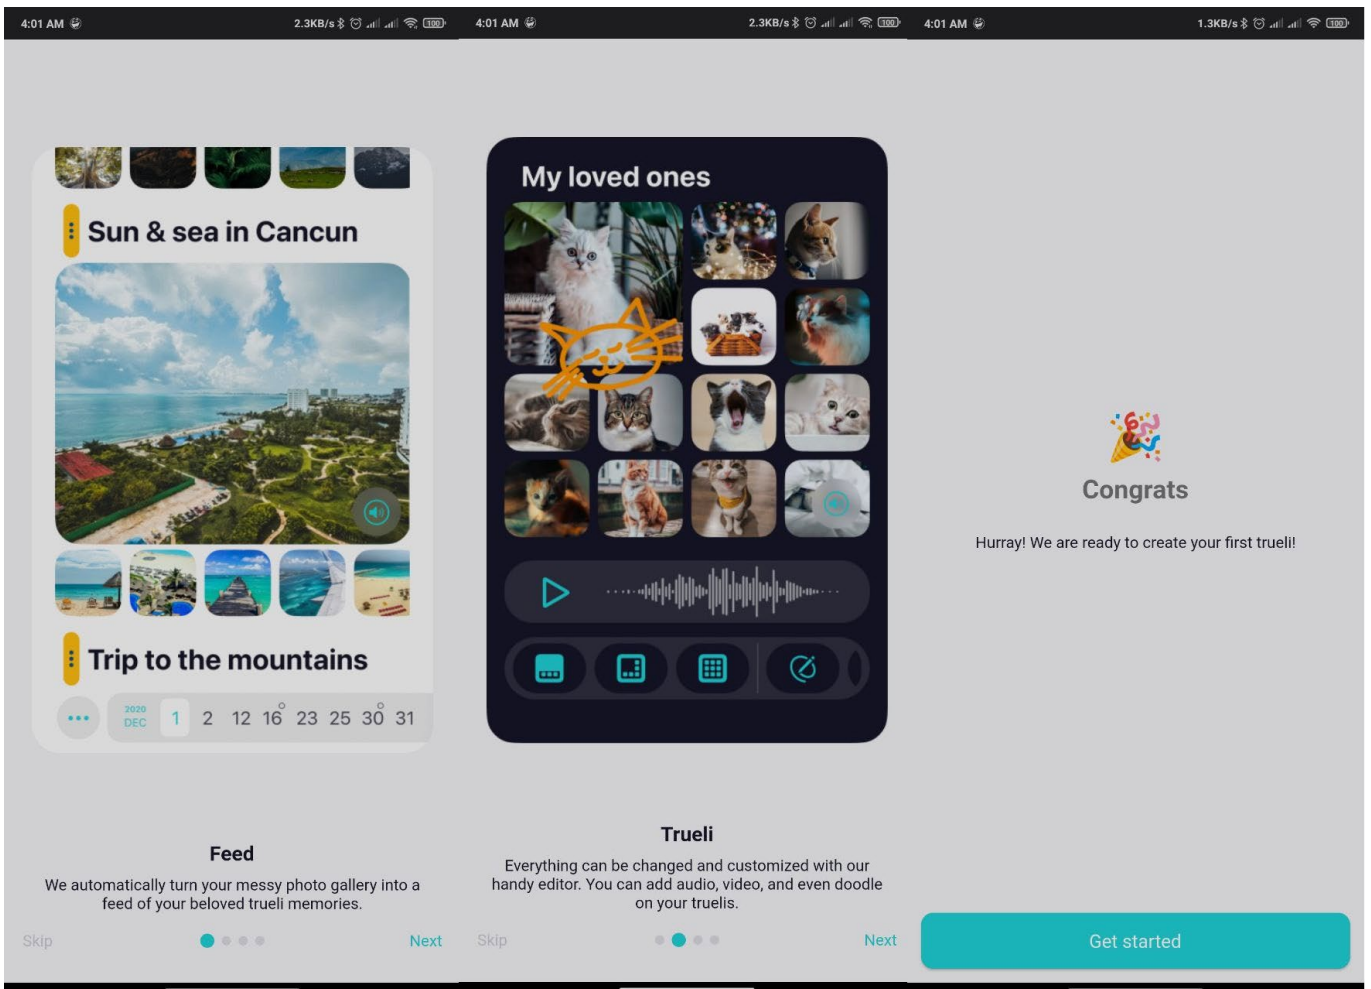 4:01 AM
2.3KB/s
100
Sun & sea in Cancun
Trip to the mountains
2020
DEC
1 2 12 16 23 25 30 31
Feed
We automatically turn your messy photo gallery into a
feed of your beloved trueli memories.
Skip
Next
4:01 AM
2.3KB/s
100
My loved ones
Trueli
Everything can be changed and customized with our
handy editor. You can add audio, video, and even doodle
on your truelis.
Skip
Next
4:01 AM
1.3KB/s
100
Congrats
Hurray! We are ready to create your first trueli!
Get started